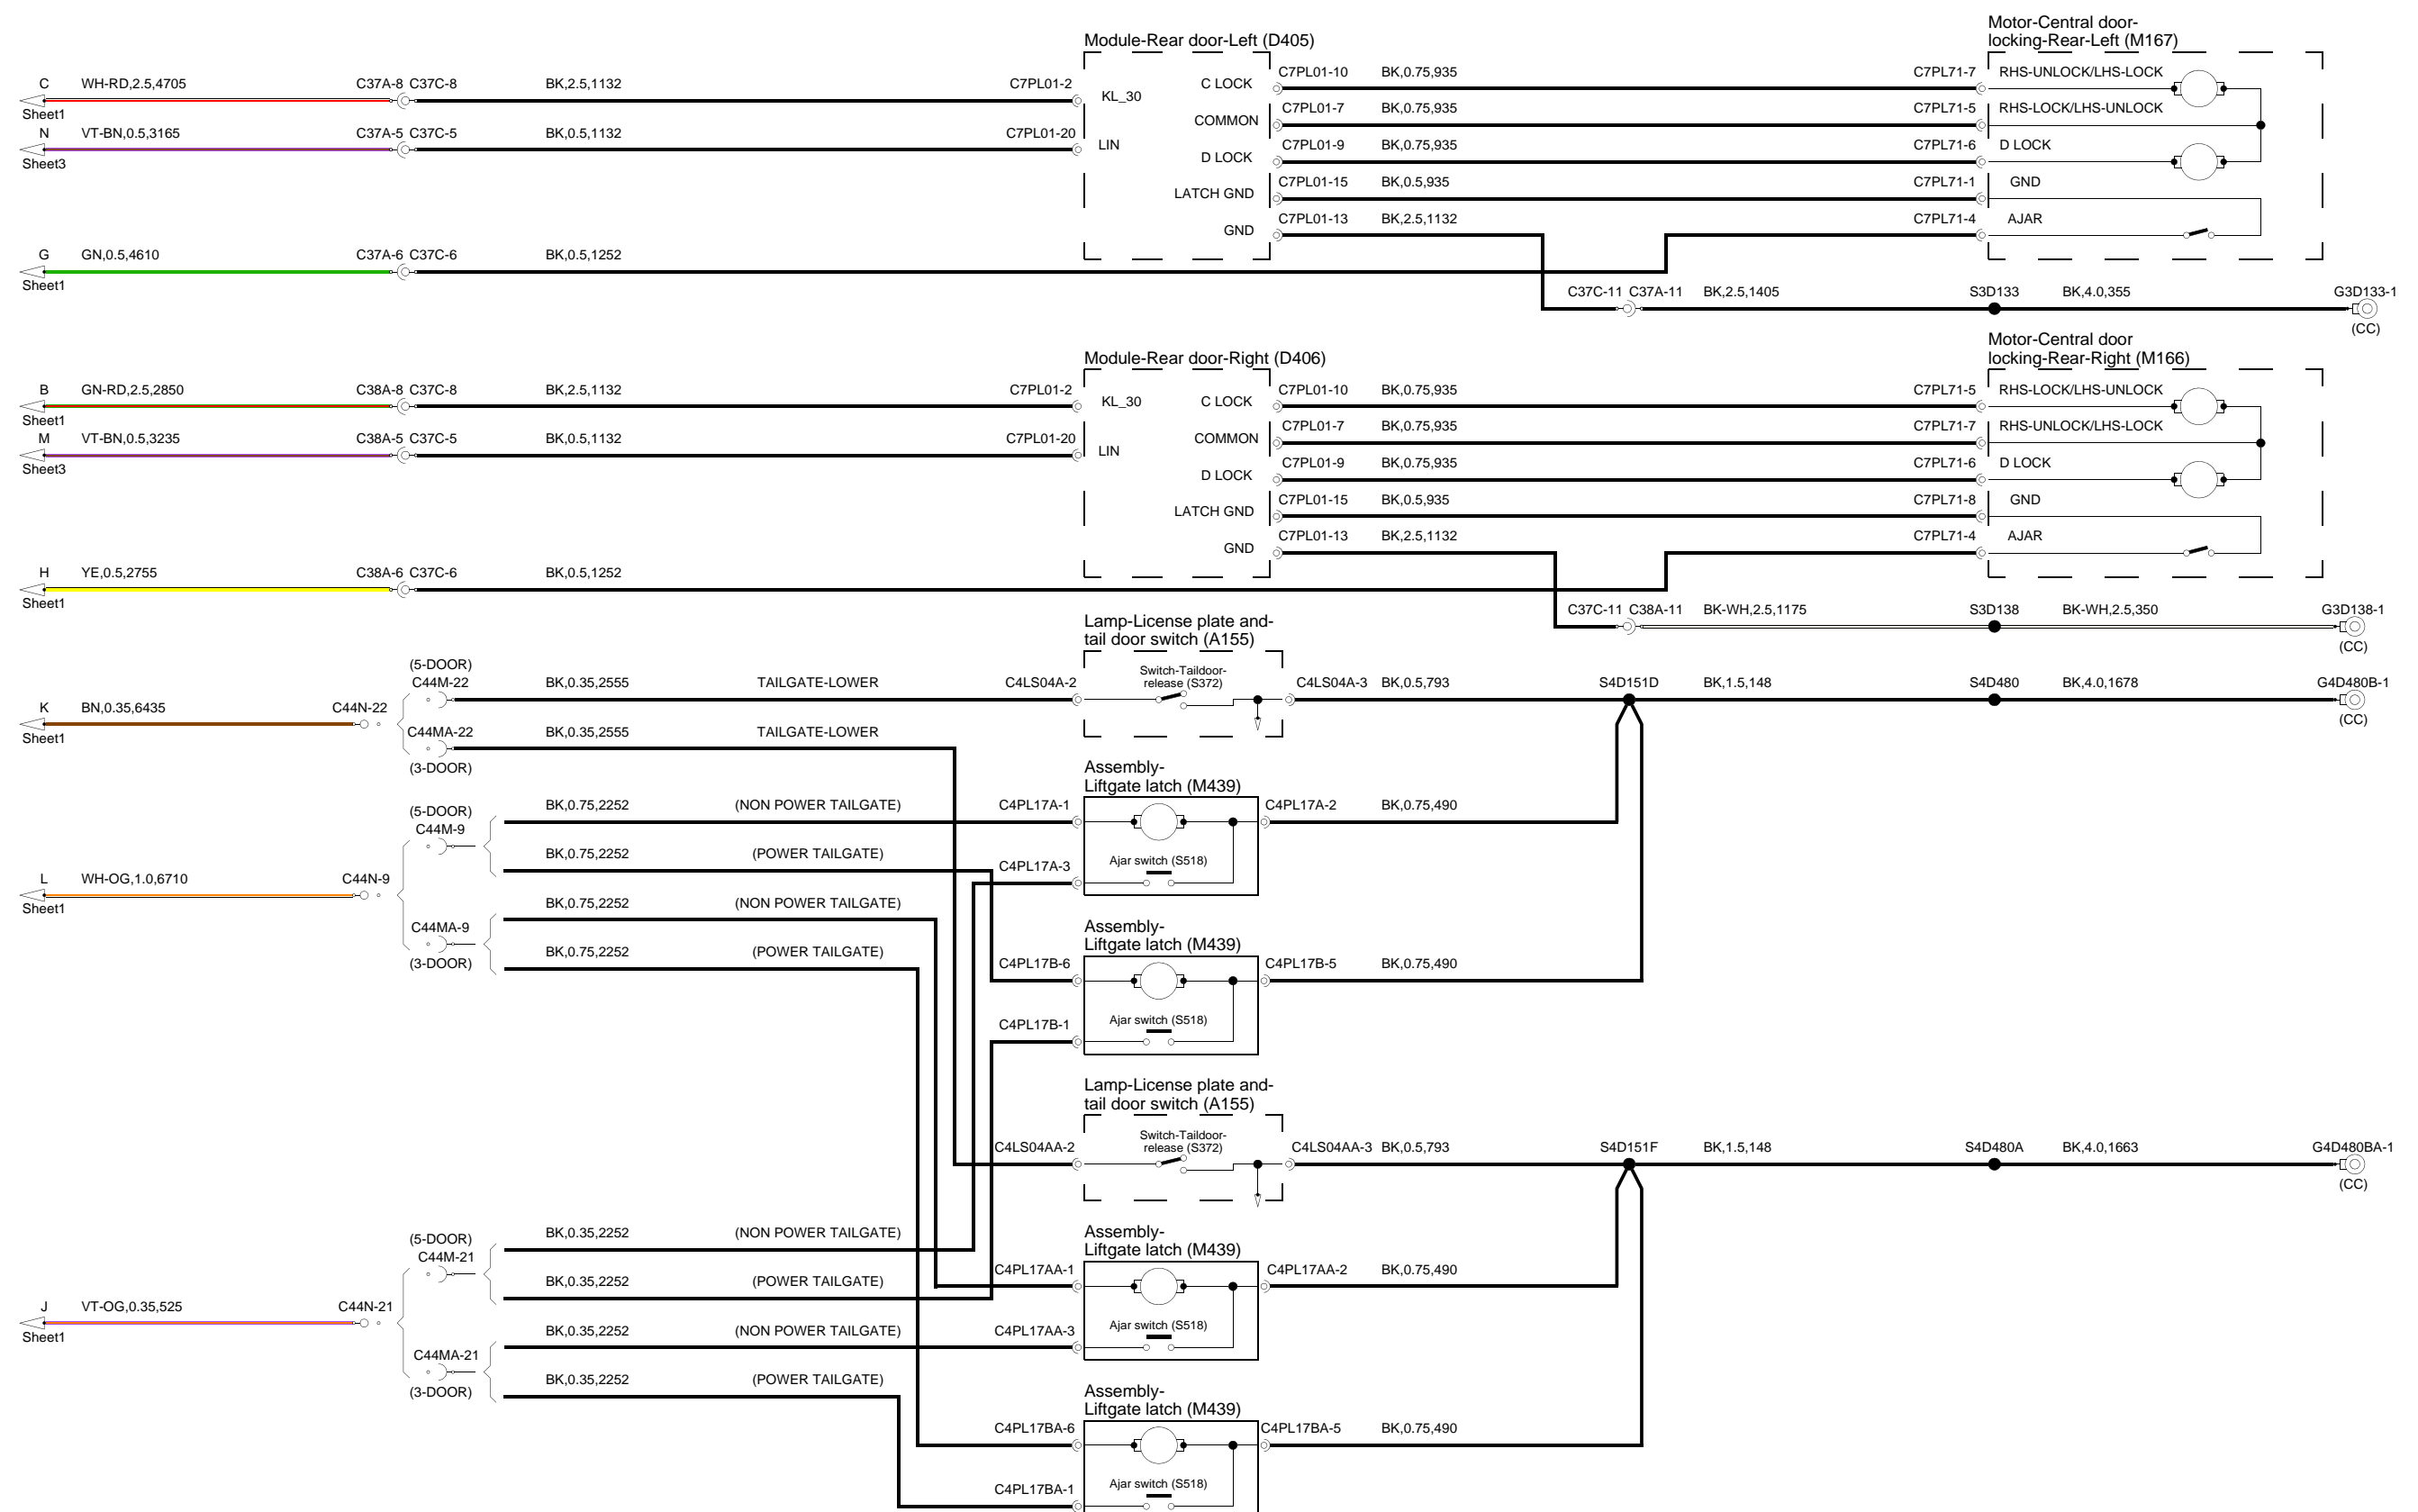 Module-Rear door-Left (D405)
Motor-Central door-
locking-Rear-Left (M167)
C WH-RD,2.5,4705 C37A-8 C37C-8 BK,2.5,1132 C7PL01-2
Sheet1
KL_30
C LOCK C7PL01-10 BK,0.75,935 C7PL71-7 RHS-UNLOCK/LHS-LOCK
COMMON C7PL01-7 BK,0.75,935 C7PL71-5 RHS-LOCK/LHS-UNLOCK
N VT-BN,0.5,3165 C37A-5 C37C-5 BK,0.5,1132 C7PL01-20
Sheet3
LIN
D LOCK C7PL01-9 BK,0.75,935 C7PL71-6 D LOCK
LATCH GND C7PL01-15 BK,0.5,935 C7PL71-1 GND
GND C7PL01-13 BK,2.5,1132 C7PL71-4 AJAR
G GN,0.5,4610 C37A-6 C37C-6 BK,0.5,1252
Sheet1
C37C-11 C37A-11 BK,2.5,1405 S3D133 BK,4.0,355 G3D133-1
(CC)
Module-Rear door-Right (D406)
Motor-Central door
locking-Rear-Right (M166)
B GN-RD,2.5,2850 C38A-8 C37C-8 BK,2.5,1132 C7PL01-2
Sheet1
KL_30
C LOCK C7PL01-10 BK,0.75,935 C7PL71-5 RHS-LOCK/LHS-UNLOCK
COMMON C7PL01-7 BK,0.75,935 C7PL71-7 RHS-UNLOCK/LHS-LOCK
M VT-BN,0.5,3235 C38A-5 C37C-5 BK,0.5,1132 C7PL01-20
Sheet3
LIN
D LOCK C7PL01-9 BK,0.75,935 C7PL71-6 D LOCK
LATCH GND C7PL01-15 BK,0.5,935 C7PL71-8 GND
GND C7PL01-13 BK,2.5,1132 C7PL71-4 AJAR
H YE,0.5,2755 C38A-6 C37C-6 BK,0.5,1252
Sheet1
C37C-11 C38A-11 BK-WH,2.5,1175 S3D138 BK-WH,2.5,350 G3D138-1
(CC)
Lamp-License plate and-
tail door switch (A155)
Switch-Taildoor-
release (S372)
(5-DOOR)
C44M-22 BK,0.35,2555 TAILGATE-LOWER C4LS04A-2 C4LS04A-3 BK,0.5,793 S4D151D BK,1.5,148 S4D480 BK,4.0,1678 G4D480B-1
(CC)
K BN,0.35,6435 C44N-22
Sheet1
C44MA-22 BK,0.35,2555 TAILGATE-LOWER
(3-DOOR)
Assembly-
Liftgate latch (M439)
(5-DOOR)
C44M-9
BK,0.75,2252 (NON POWER TAILGATE) C4PL17A-1 C4PL17A-2 BK,0.75,490
BK,0.75,2252 (POWER TAILGATE) C4PL17A-3 Ajar switch (S518)
L WH-OG,1.0,6710 C44N-9
Sheet1
BK,0.75,2252 (NON POWER TAILGATE)
C44MA-9
(3-DOOR)
BK,0.75,2252 (POWER TAILGATE)
Assembly-
Liftgate latch (M439)
C4PL17B-6 C4PL17B-5 BK,0.75,490
C4PL17B-1 Ajar switch (S518)
Lamp-License plate and-
tail door switch (A155)
Switch-Taildoor-
release (S372)
C4LS04AA-2 C4LS04AA-3 BK,0.5,793 S4D151F BK,1.5,148 S4D480A BK,4.0,1663 G4D480BA-1
(CC)
(5-DOOR)
C44M-21
BK,0.35,2252 (NON POWER TAILGATE)
BK,0.35,2252 (POWER TAILGATE)
Assembly-
Liftgate latch (M439)
C4PL17AA-1 C4PL17AA-2 BK,0.75,490
J VT-OG,0.35,525 C44N-21
Sheet1
BK,0.35,2252 (NON POWER TAILGATE) C4PL17AA-3 Ajar switch (S518)
C44MA-21
(3-DOOR)
BK,0.35,2252 (POWER TAILGATE)
Assembly-
Liftgate latch (M439)
C4PL17BA-6 C4PL17BA-5 BK,0.75,490
C4PL17BA-1 Ajar switch (S518)